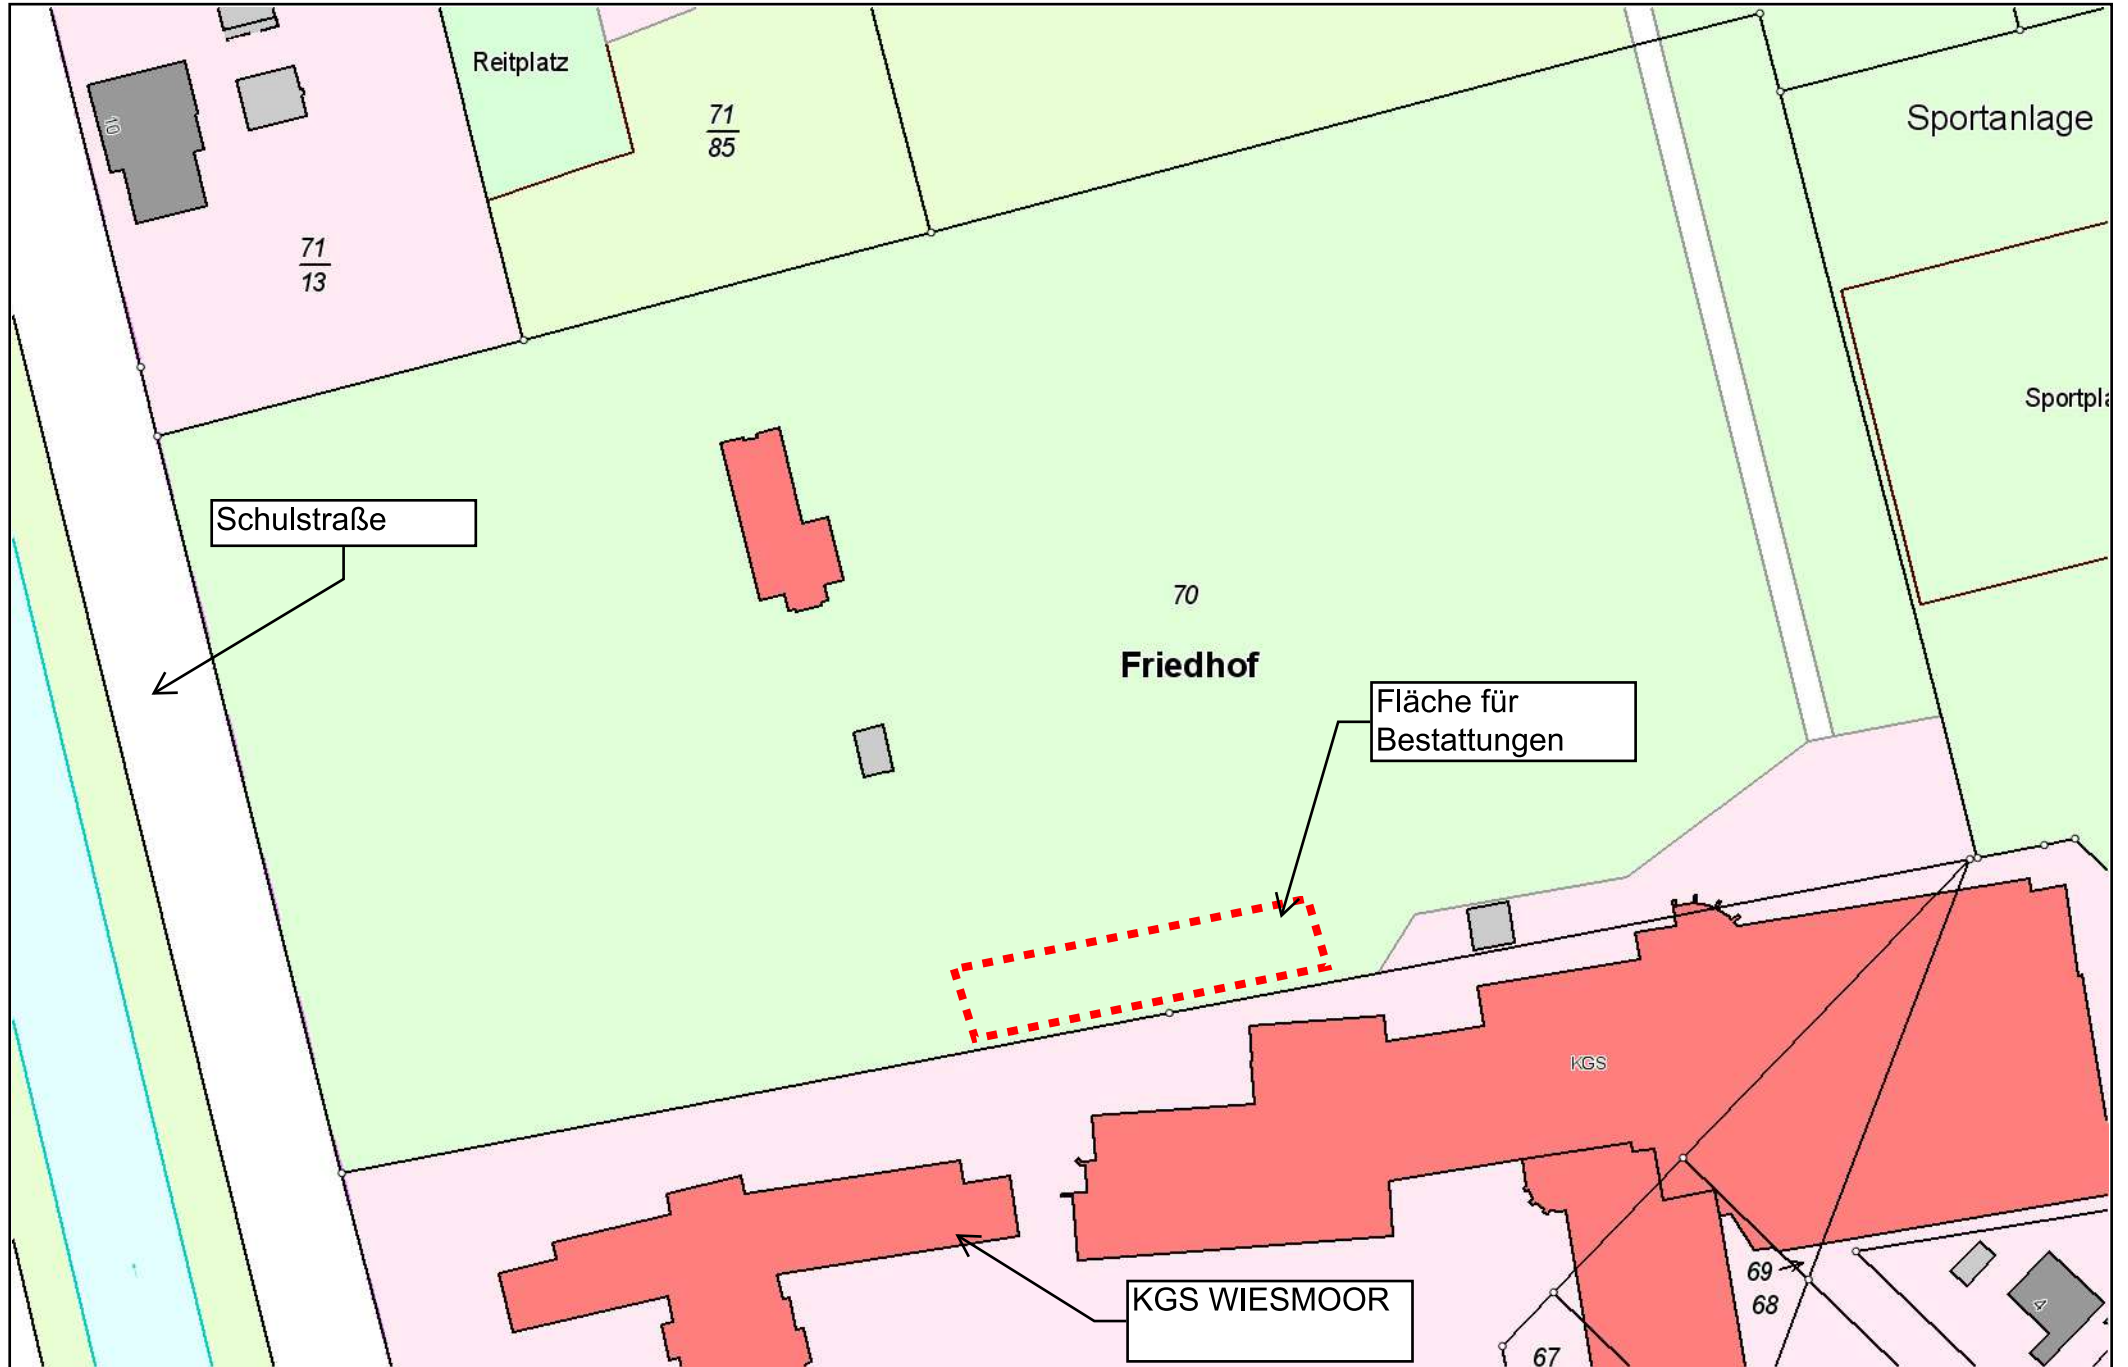 Reitplatz
10
71
85
Sportanlage
71
13
Sportpla
Schulstraße
70
Friedhof
Fläche für
Bestattungen
KGS
KGS WIESMOOR
69
68
4
67